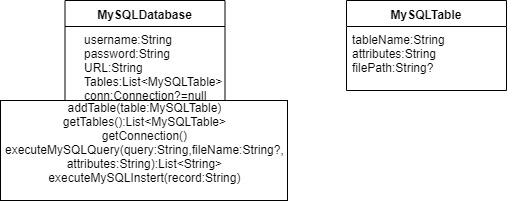 MySQLDatabase
username:String
password:String
URL:String
Tables:List<MySQLTable>
conn:Connection?=null
addTable(table:MySQLTable)
getTables():List<MySQLTable>
getConnection()
executeMySQLQuery(query:String,fileName:String?,
attributes:String):List<String>
executeMySQLInstert(record:String)
MySQLTable
tableName:String
attributes:String
filePath:String?